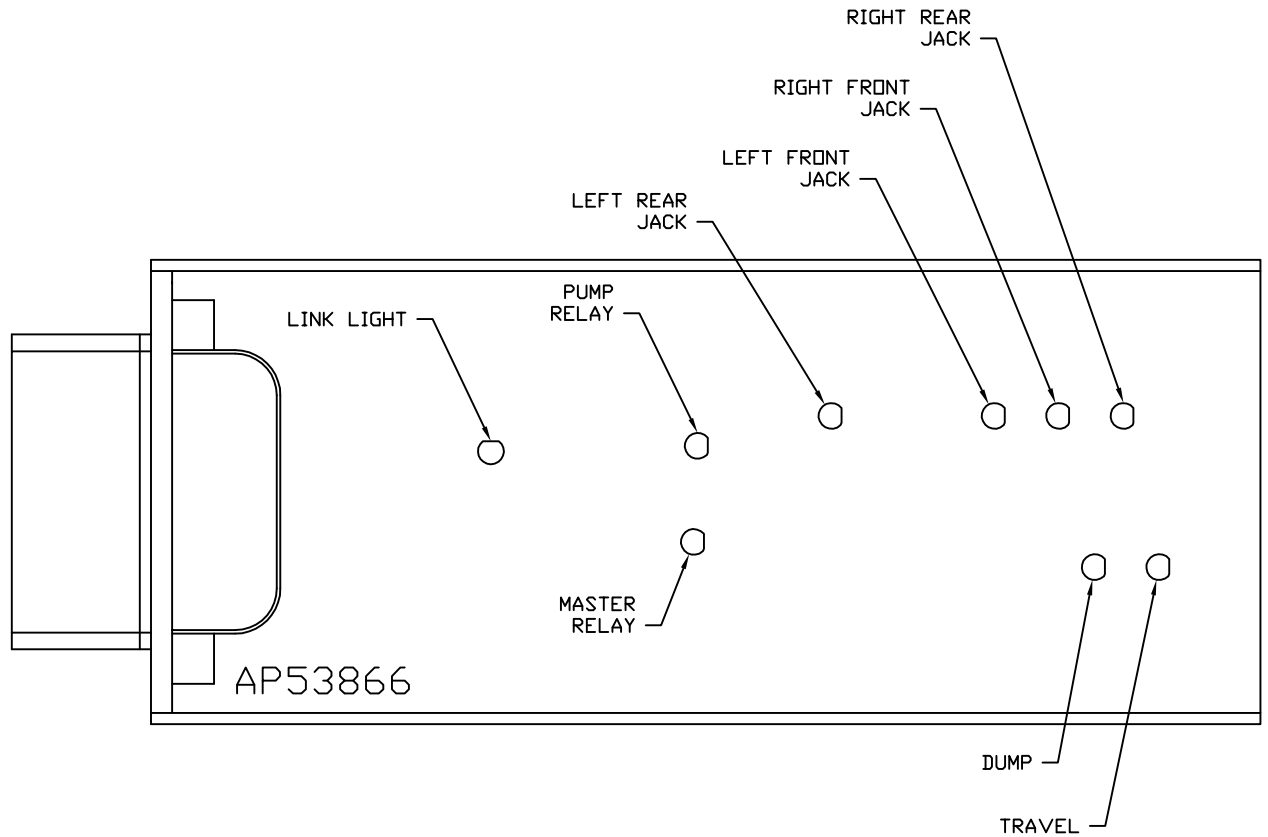 RIGHT REAR
JACK
RIGHT FRONT
JACK
LEFT FRONT
JACK
LEFT REAR
JACK
PUMP
RELAY
LINK LIGHT
MASTER
RELAY
AP53866
DUMP
TRAVEL